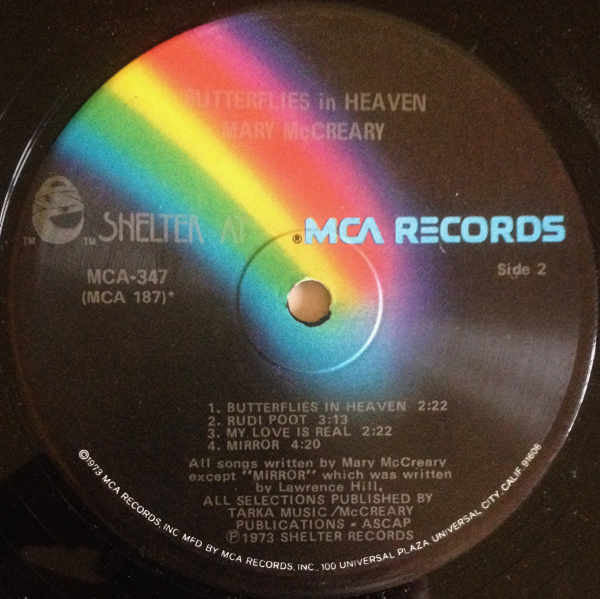 BUTTERFLIES in HEAVEN
MARY McCREARY
TM TM SHELTER AT ® MCA RECORDS
MCA-347
(MCA 187)*
Side 2
1. BUTTERFLIES IN HEAVEN 2:22
2. RUDI POOT 3:13
3. MY LOVE IS REAL 2:22
4. MIRROR 4:20
All songs written by Mary McCreary
except "MIRROR" which was written
by Lawrence Hill.
ALL SELECTIONS PUBLISHED BY
TARKA MUSIC/McCREARY
PUBLICATIONS - ASCAP
Ⓟ1973 SHELTER RECORDS
©1973 MCA RECORDS, INC. MFD BY MCA RECORDS, INC., 100 UNIVERSAL PLAZA, UNIVERSAL CITY, CALIF. 91608